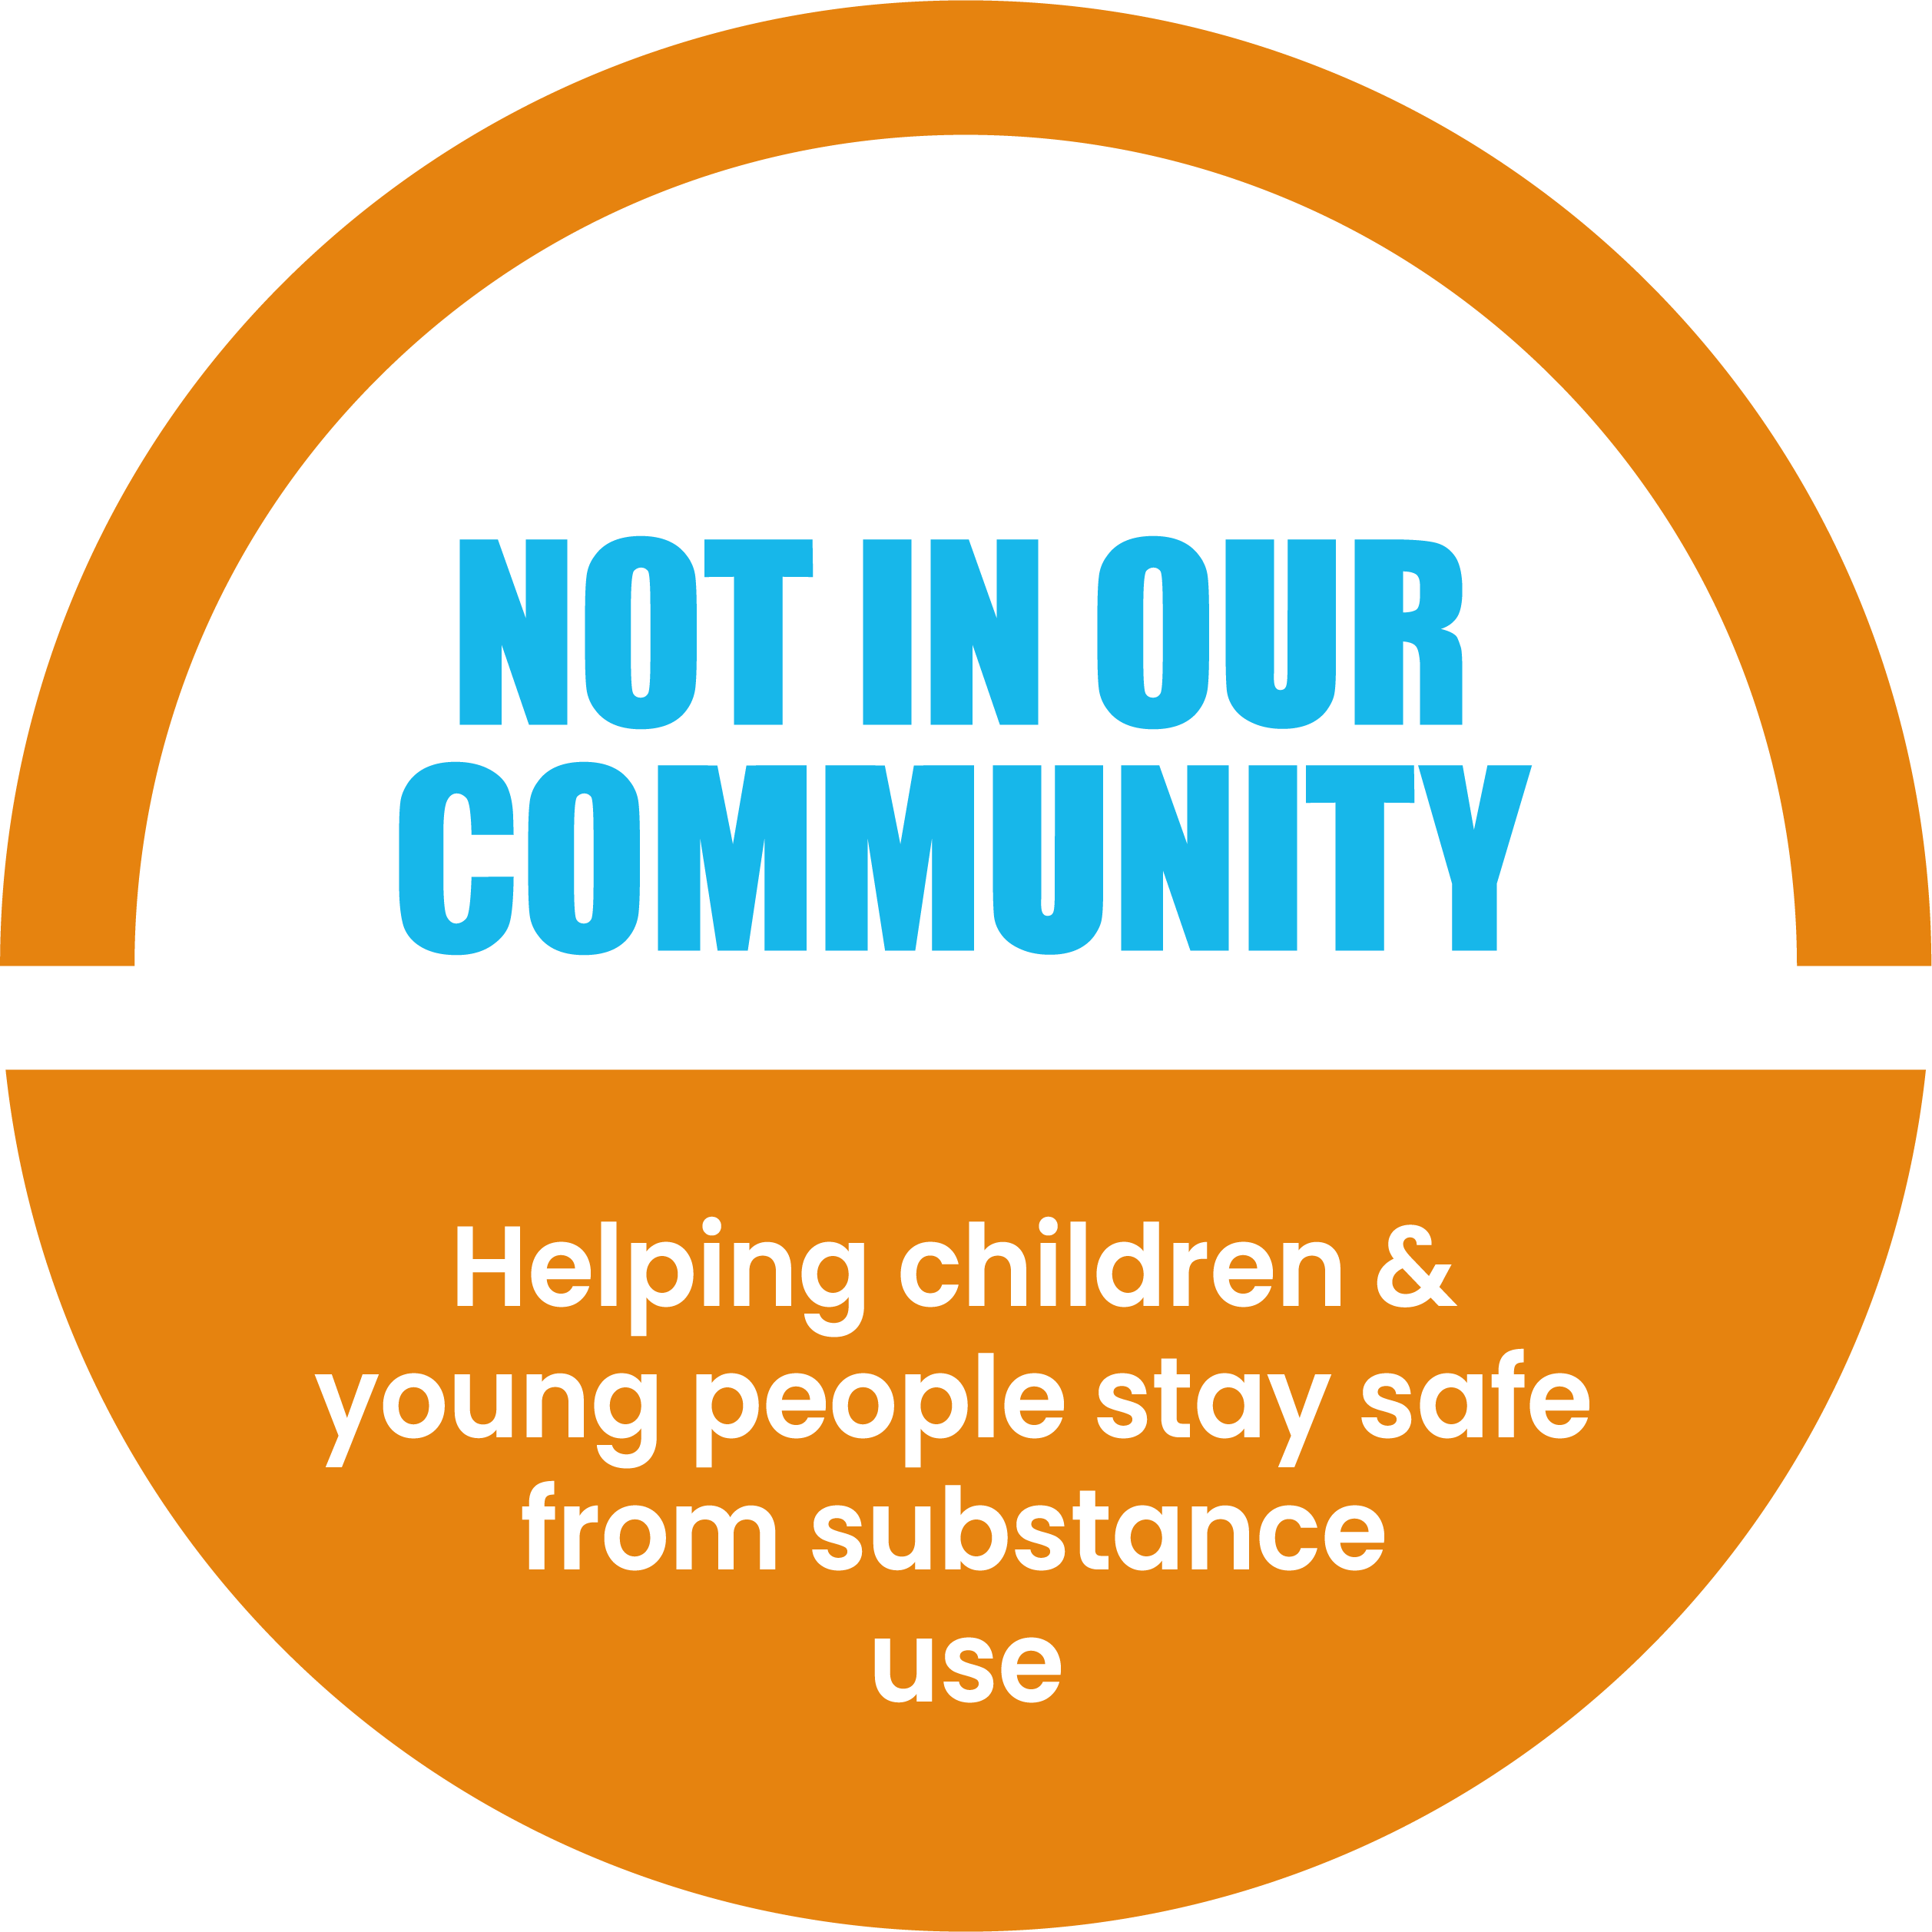 NOT IN OUR
COMMUNITY
Helping children &
young people stay safe
from substance
use